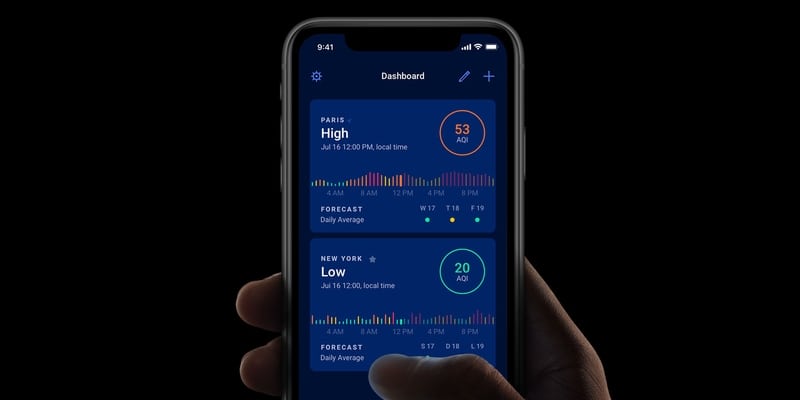 9:41
Dashboard
PARIS
High
Jul 16 12:00 PM, local time
53
AQI
4 AM 8 AM 12 PM 4 PM 8 PM
FORECAST
Daily Average
W 17 T 18 F 19
NEW YORK
Low
Jui 16 12:00, local time
20
AQI
4 AM 8 AM 12 PM 4 PM 8 PM
FORECAST
Daily Average
S 17 D 18 L 19